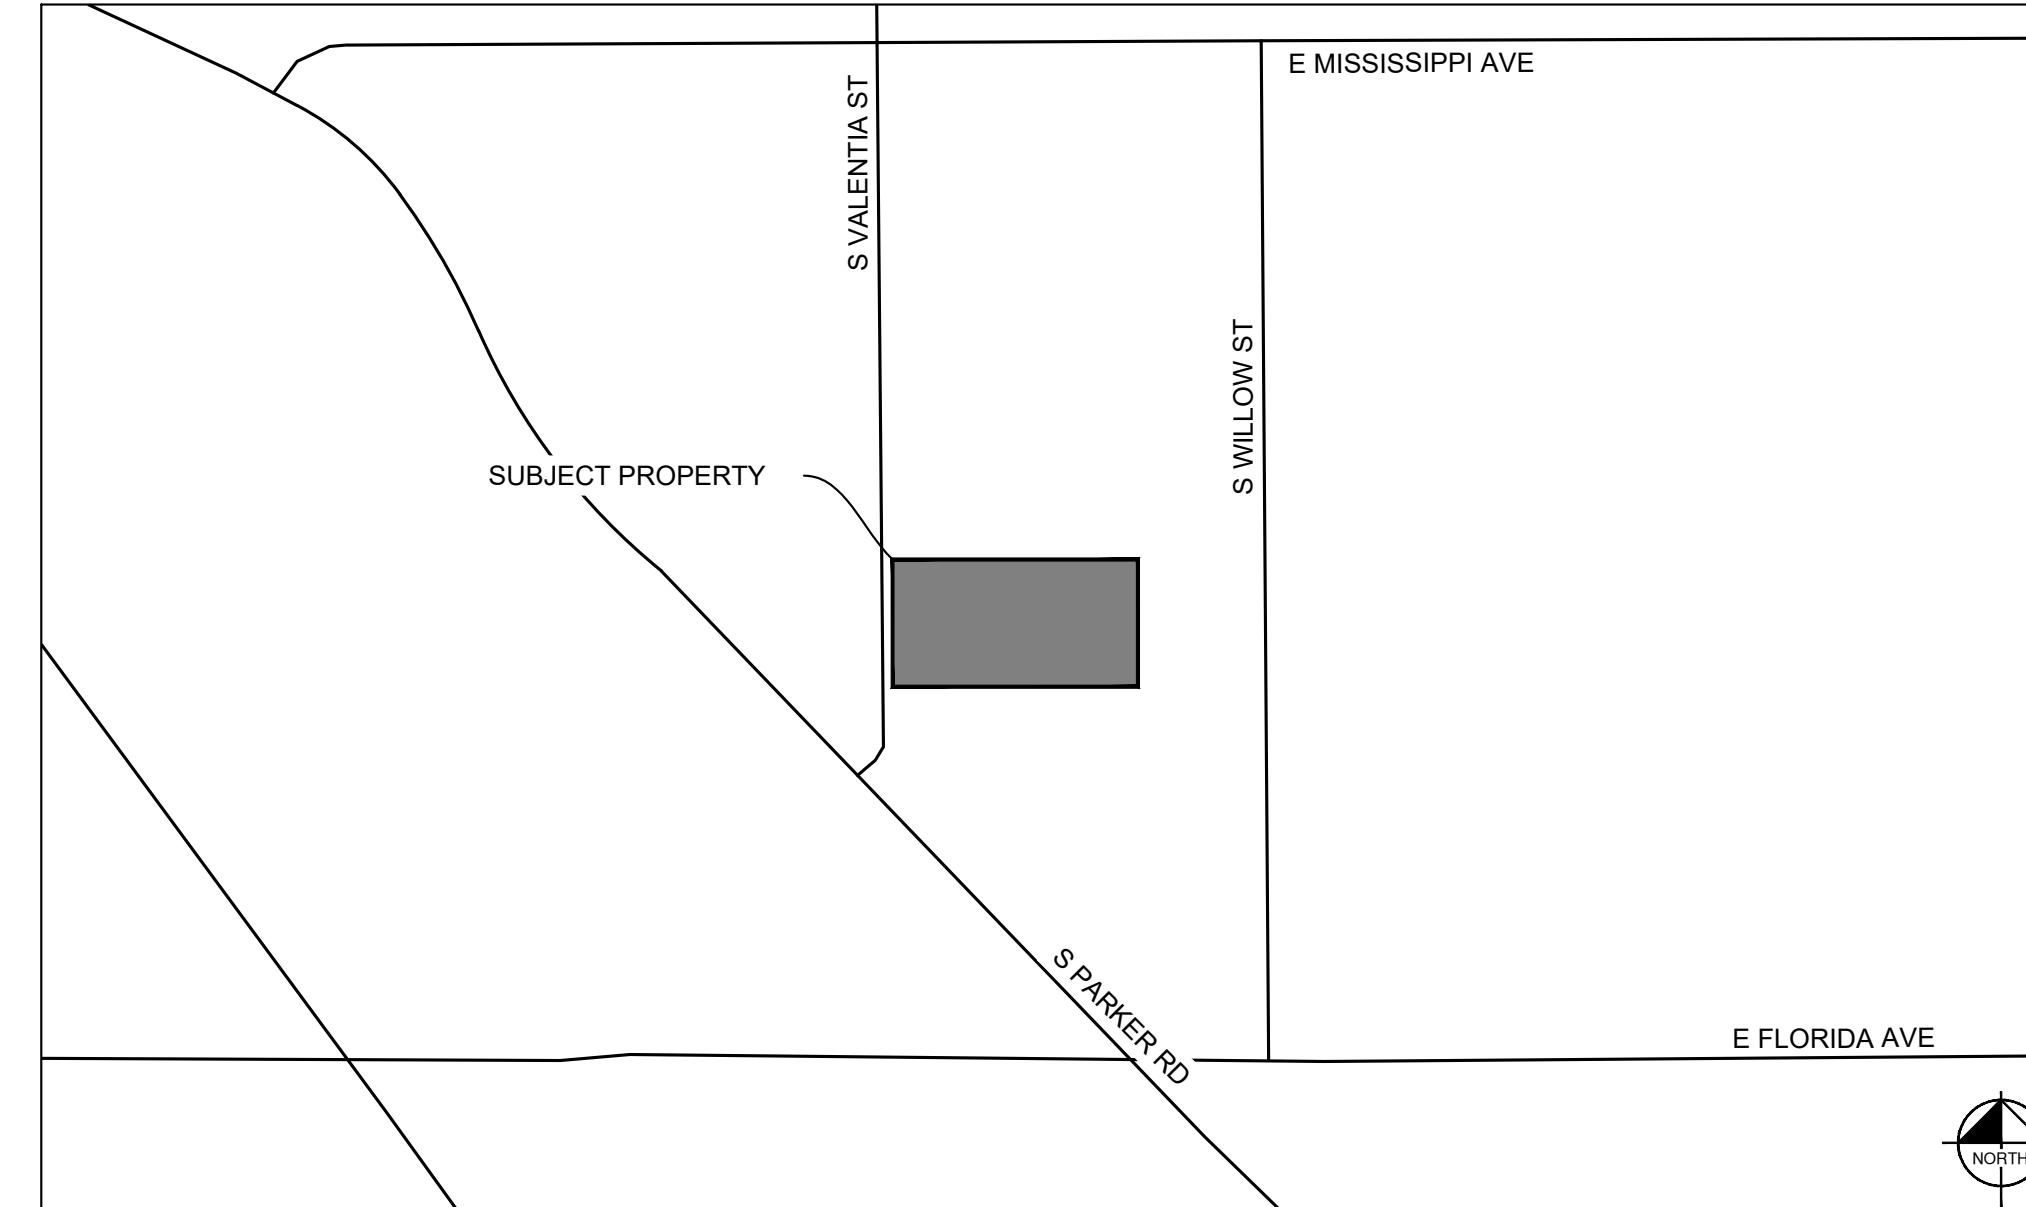 E MISSISSIPPI AVE
S VALENTIA ST
S WILLOW ST
SUBJECT PROPERTY
S PARKER RD
E FLORIDA AVE
NORTH